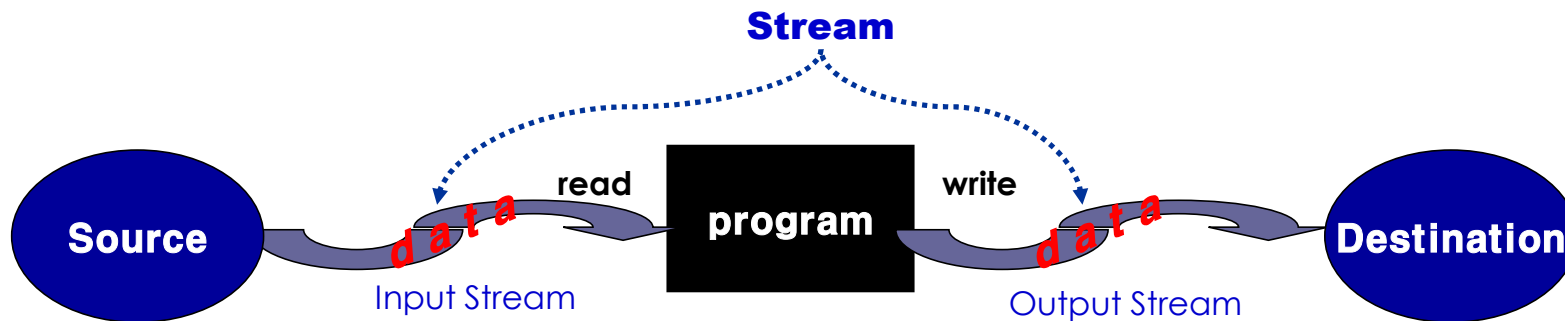 Stream
read
write
data
data
Source
program
Destination
Input Stream
Output Stream